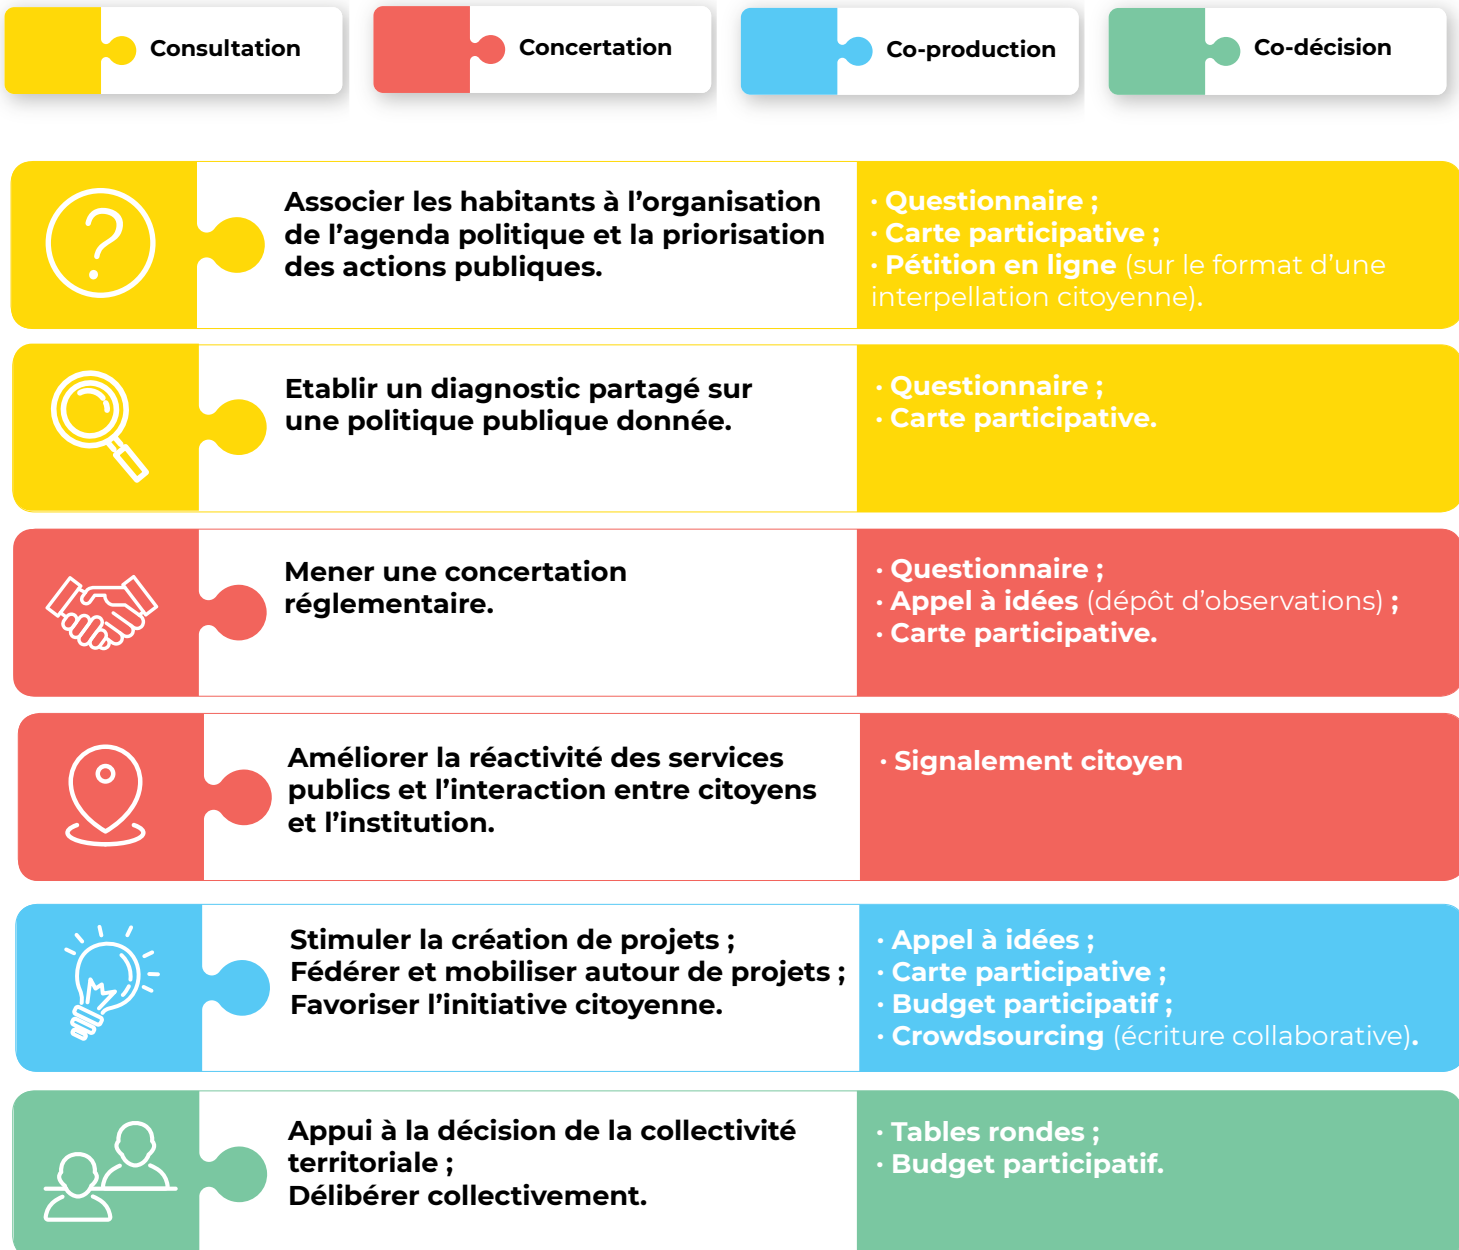 Consultation
Concertation
Co-production
Co-décision
Associer les habitants à l’organisation
de l’agenda politique et la priorisation
des actions publiques.
· Questionnaire ;
· Carte participative ;
· Pétition en ligne (sur le format d’une
interpellation citoyenne).
Etablir un diagnostic partagé sur
une politique publique donnée.
· Questionnaire ;
· Carte participative.
Mener une concertation
réglementaire.
· Questionnaire ;
· Appel à idées (dépôt d’observations) ;
· Carte participative.
Améliorer la réactivité des services
publics et l’interaction entre citoyens
et l’institution.
· Signalement citoyen
Stimuler la création de projets ;
Fédérer et mobiliser autour de projets ;
Favoriser l’initiative citoyenne.
· Appel à idées ;
· Carte participative ;
· Budget participatif ;
· Crowdsourcing (écriture collaborative).
Appui à la décision de la collectivité
territoriale ;
Délibérer collectivement.
· Tables rondes ;
· Budget participatif.